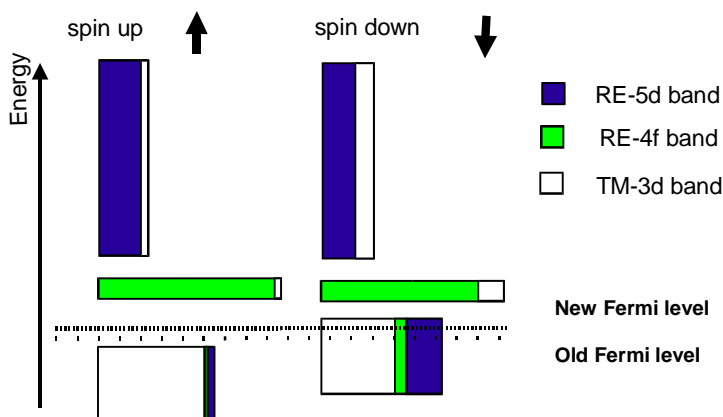 spin up
spin down
Energy
RE-5d band
RE-4f band
TM-3d band
New Fermi level
Old Fermi level